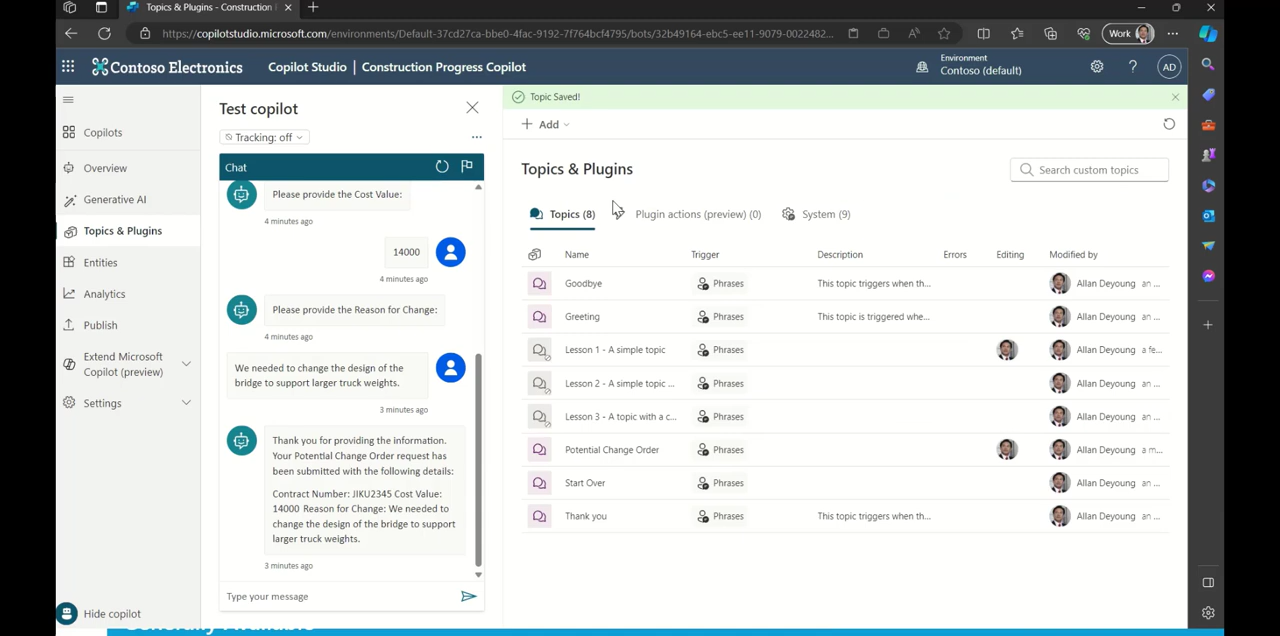 Topics & Plugins - Construction
https://copilotstudio.microsoft.com/environments/Default-37cd27ca-bbe0-4fac-9192-7f764bcf4795/bots/32b49164-ebc5-ee11-9079-0022482...
Work
Contoso Electronics
Copilot Studio | Construction Progress Copilot
Environment
Contoso (default)
AD
Copilots
Overview
Generative AI
Topics & Plugins
Entities
Analytics
Publish
Extend Microsoft
Copilot (preview)
Settings
Hide copilot
Test copilot
Tracking: off
Chat
Please provide the Cost Value:
4 minutes ago
14000
4 minutes ago
Please provide the Reason for Change:
4 minutes ago
We needed to change the design of the
bridge to support larger truck weights.
3 minutes ago
Thank you for providing the information.
Your Potential Change Order request has
been submitted with the following details:
Contract Number: JIKU2345 Cost Value:
14000 Reason for Change: We needed to
change the design of the bridge to support
larger truck weights.
3 minutes ago
Type your message
Topic Saved!
Add
Topics & Plugins
Search custom topics
Topics (8) Plugin actions (preview) (0) System (9)
Name Trigger Description Errors Editing Modified by
Goodbye Phrases This topic triggers when th... Allan Deyoung an ...
Greeting Phrases This topic is triggered whe... Allan Deyoung an ...
Lesson 1 - A simple topic Phrases Allan Deyoung a fe...
Lesson 2 - A simple topic ... Phrases Allan Deyoung an ...
Lesson 3 - A topic with a c... Phrases Allan Deyoung an ...
Potential Change Order Phrases Allan Deyoung a m...
Start Over Phrases Allan Deyoung an ...
Thank you Phrases This topic triggers when th... Allan Deyoung an ...
Generally Available